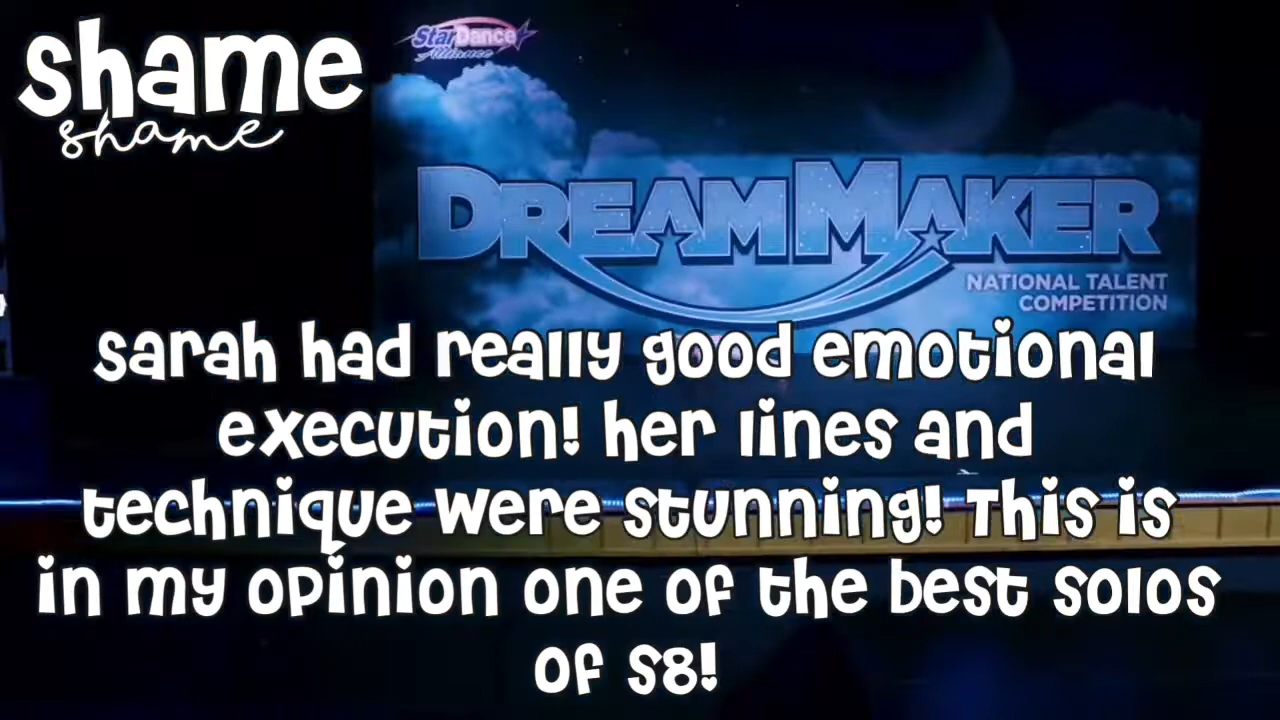 shame
shame
StarDance
Alliance
DREAMMAKER
NATIONAL TALENT
COMPETITION
sarah had really good emotional
execution! her lines and
technique were stunning! This is
in my opinion one of the best solos
of S8!